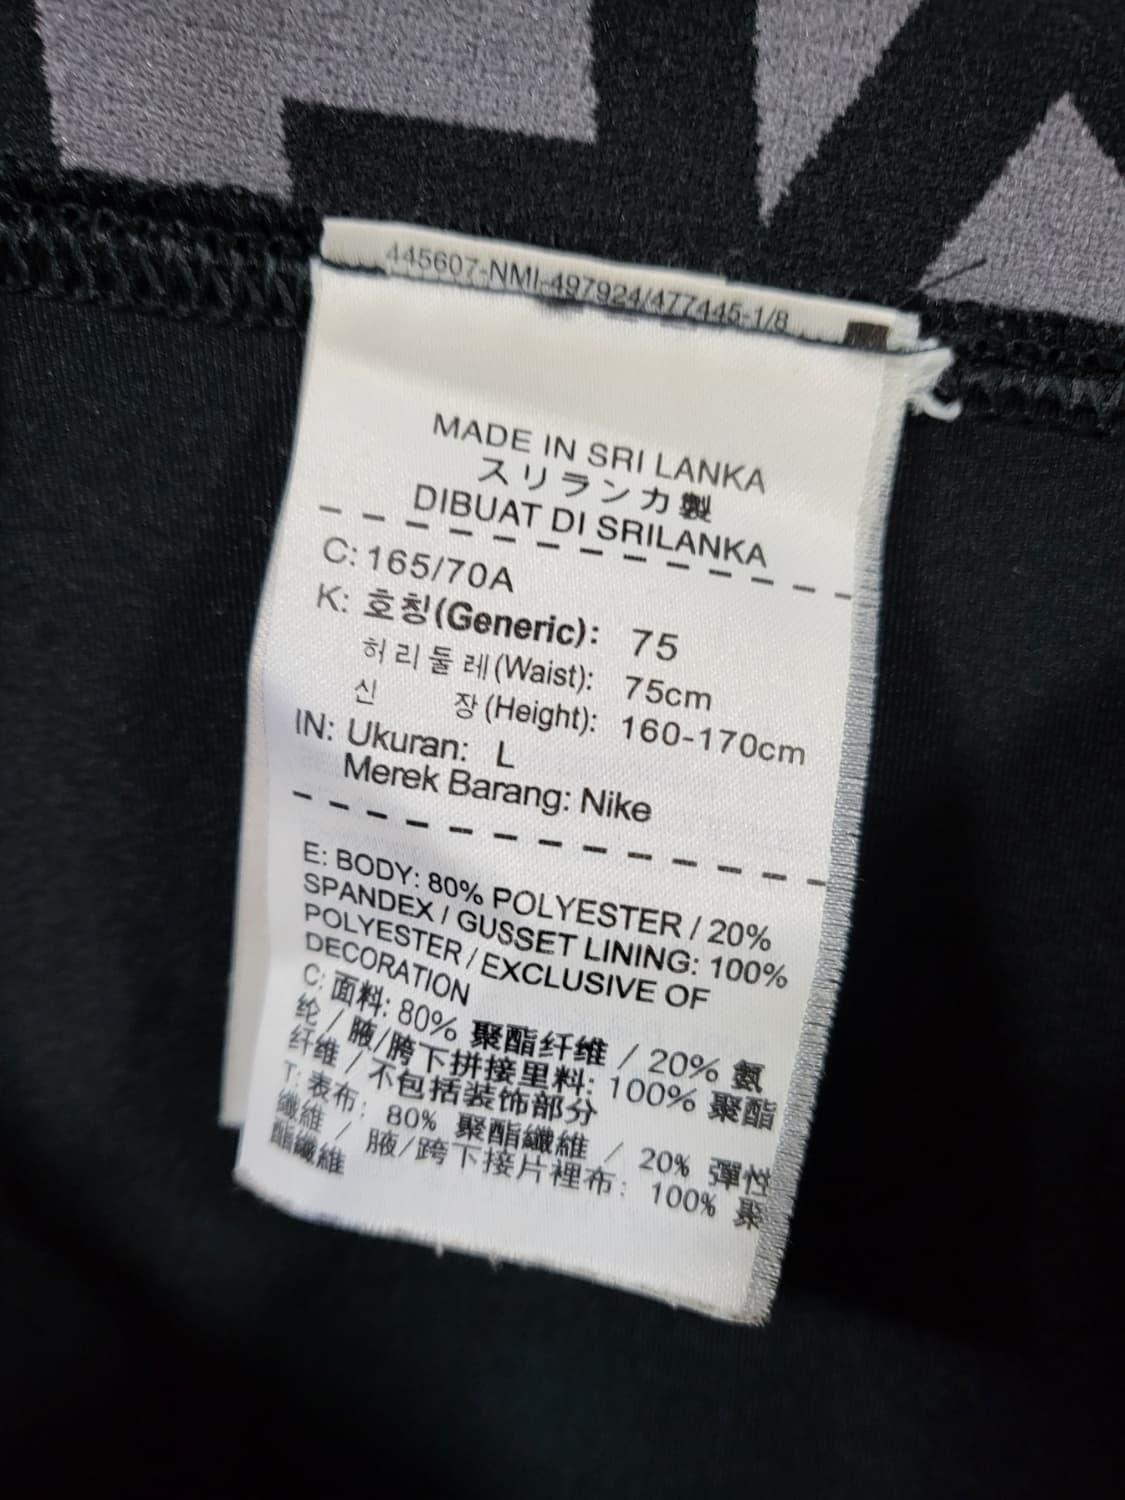 445607-NMI-497924/477445-1/8
MADE IN SRI LANKA
スリランカ製
DIBUAT DI SRILANKA
C: 165/70A
K: 호칭(Generic): 75
허리둘레(Waist): 75cm
신 장(Height): 160-170cm
IN: Ukuran: L
Merek Barang: Nike
E: BODY: 80% POLYESTER / 20%
SPANDEX / GUSSET LINING: 100%
POLYESTER / EXCLUSIVE OF
DECORATION
C: 面料: 80% 聚酯纤维 / 20% 氨
纶 / 腋/胯下拼接里料: 100% 聚酯
纤维 / 不包括装饰部分
T: 表布: 80% 聚酯纖維 / 20% 彈性
纖維 / 腋/跨下接片裡布: 100% 聚
酯纖維